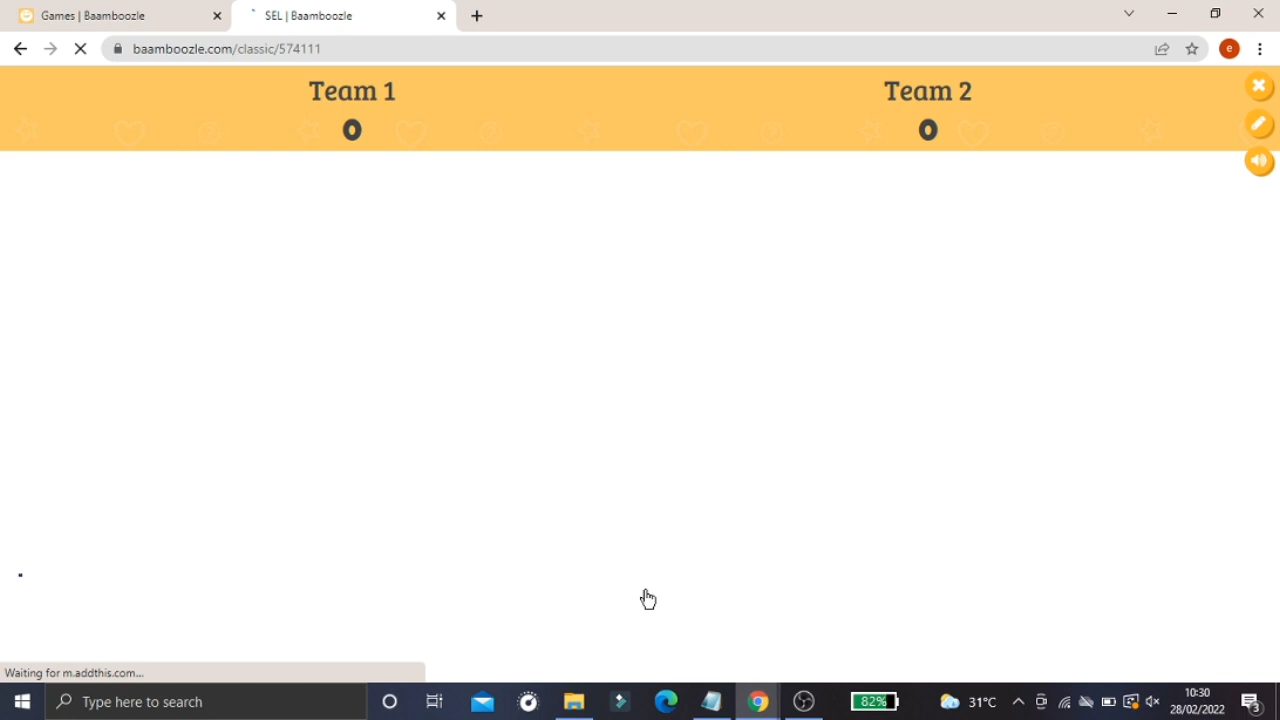 Games | Baamboozle
SEL | Baamboozle
baamboozle.com/classic/574111
e
Team 1
Team 2
0
0
Waiting for m.addthis.com...
Type here to search
82%
31°C
10:30
28/02/2022
3